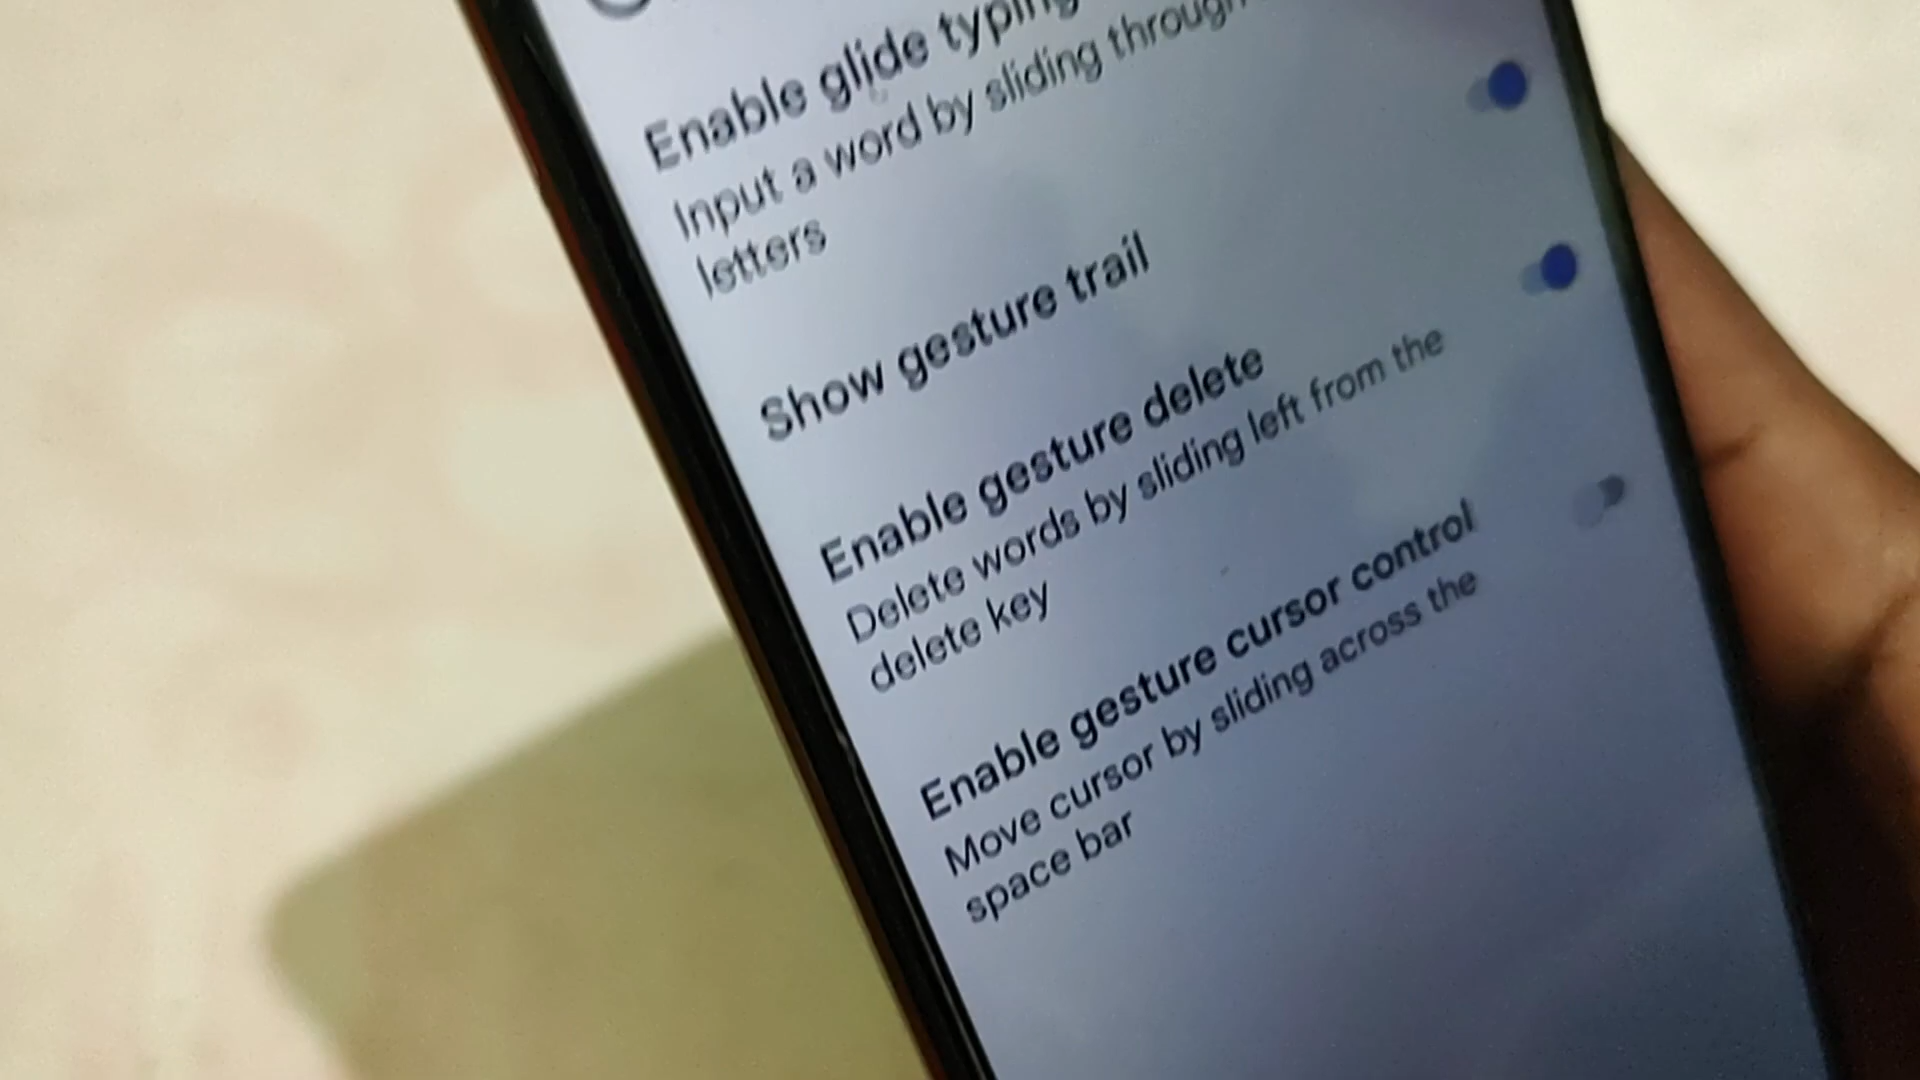 Enable glide typing
Input a word by sliding through
letters
Show gesture trail
Enable gesture delete
Delete words by sliding left from the
delete key
Enable gesture cursor control
Move cursor by sliding across the
space bar